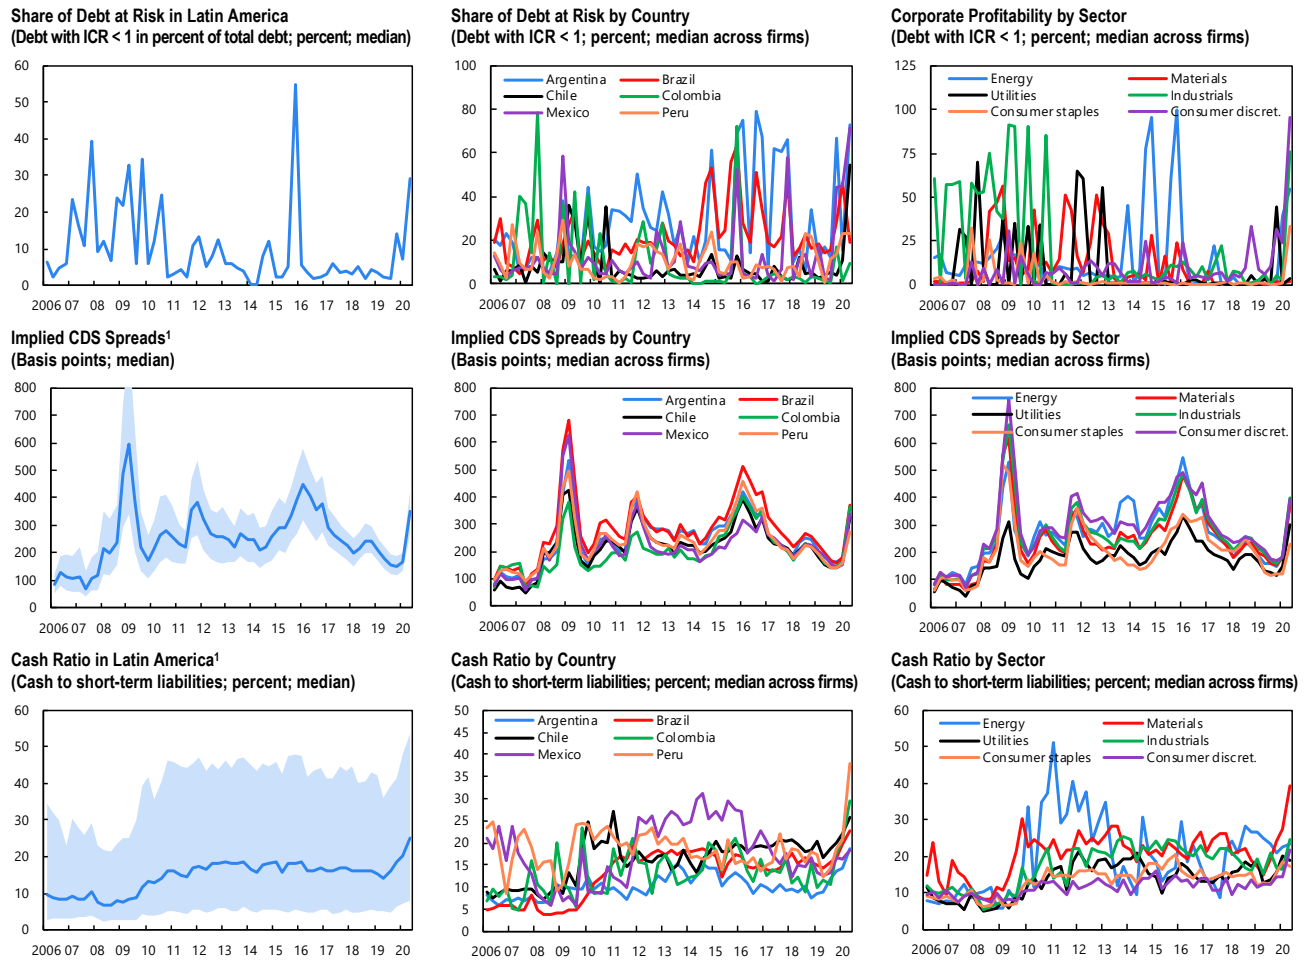 Share of Debt at Risk in Latin America
(Debt with ICR < 1 in percent of total debt; percent; median)
60
50
40
30
20
10
0
2006 07 08 09 10 11 12 13 14 15 16 17 18 19 20
Share of Debt at Risk by Country
(Debt with ICR < 1; percent; median across firms)
100
80
60
40
20
0
Argentina Brazil
Chile Colombia
Mexico Peru
2006 07 08 09 10 11 12 13 14 15 16 17 18 19 20
Corporate Profitability by Sector
(Debt with ICR < 1; percent; median across firms)
125
100
75
50
25
0
Energy Materials
Utilities Industrials
Consumer staples Consumer discret.
2006 07 08 09 10 11 12 13 14 15 16 17 18 19 20
Implied CDS Spreads¹
(Basis points; median)
800
700
600
500
400
300
200
100
0
2006 07 08 09 10 11 12 13 14 15 16 17 18 19 20
Implied CDS Spreads by Country
(Basis points; median across firms)
800
700
600
500
400
300
200
100
0
Argentina Brazil
Chile Colombia
Mexico Peru
2006 07 08 09 10 11 12 13 14 15 16 17 18 19 20
Implied CDS Spreads by Sector
(Basis points; median across firms)
800
700
600
500
400
300
200
100
0
Energy Materials
Utilities Industrials
Consumer staples Consumer discret.
2006 07 08 09 10 11 12 13 14 15 16 17 18 19 20
Cash Ratio in Latin America¹
(Cash to short-term liabilities; percent; median)
60
50
40
30
20
10
0
2006 07 08 09 10 11 12 13 14 15 16 17 18 19 20
Cash Ratio by Country
(Cash to short-term liabilities; percent; median across firms)
50
45
40
35
30
25
20
15
10
5
0
Argentina Brazil
Chile Colombia
Mexico Peru
2006 07 08 09 10 11 12 13 14 15 16 17 18 19 20
Cash Ratio by Sector
(Cash to short-term liabilities; percent; median across firms)
60
50
40
30
20
10
0
Energy Materials
Utilities Industrials
Consumer staples Consumer discret.
2006 07 08 09 10 11 12 13 14 15 16 17 18 19 20